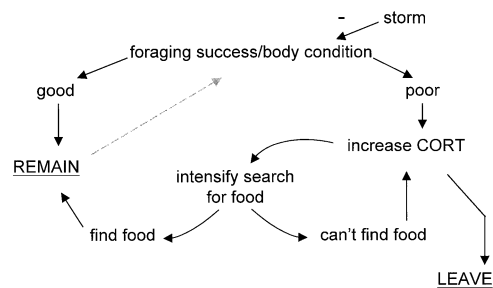 - storm
foraging success/body condition
good
poor
increase CORT
REMAIN
intensify search
for food
find food
can't find food
LEAVE